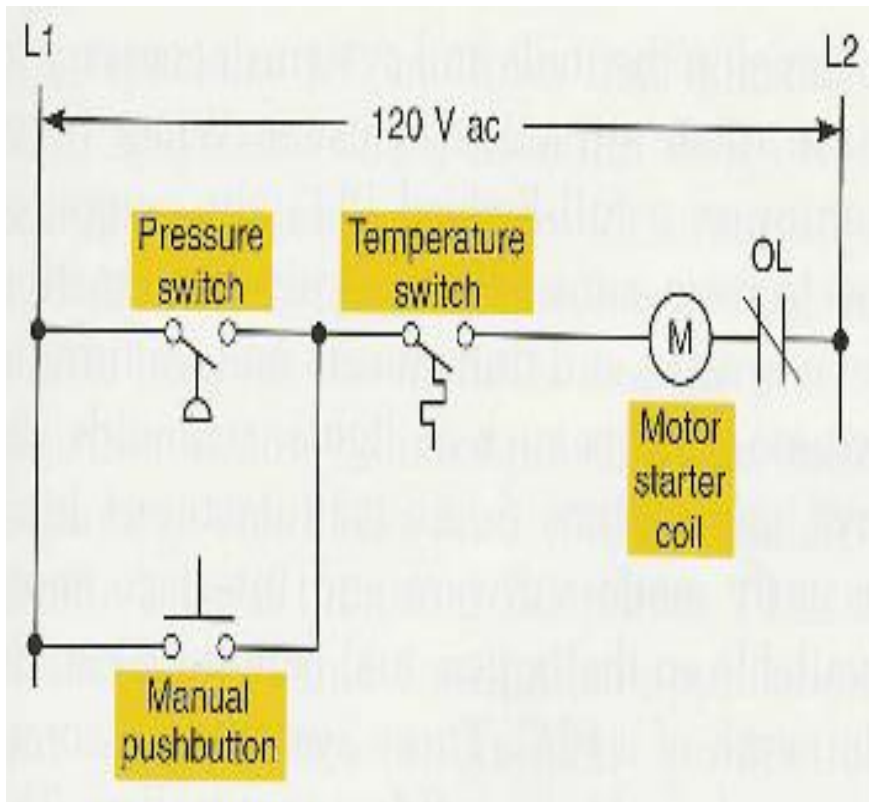 L1
L2
120 V ac
Pressure
switch
Temperature
switch
OL
M
Motor
starter
coil
Manual
pushbutton